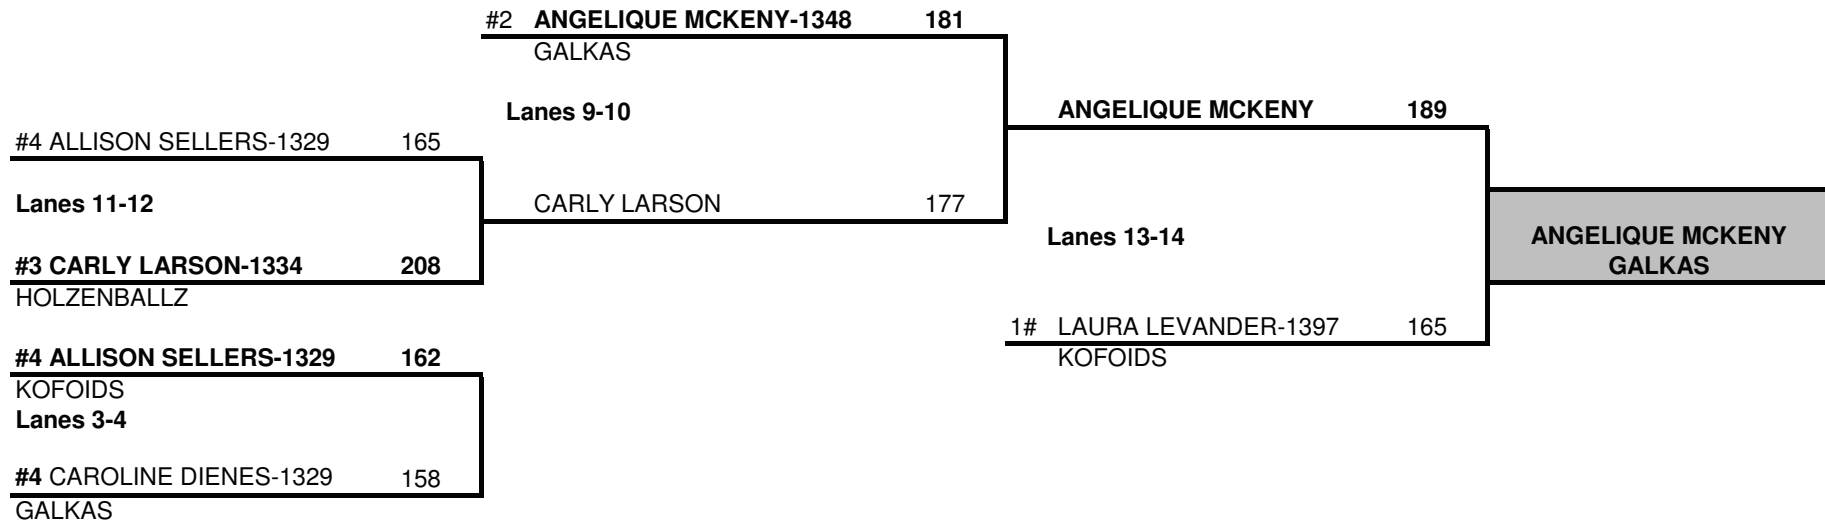 #2 ANGELIQUE MCKENY-1348 181
GALKAS
Lanes 9-10
ANGELIQUE MCKENY 189
#4 ALLISON SELLERS-1329 165
Lanes 11-12
CARLY LARSON 177
Lanes 13-14
ANGELIQUE MCKENY
GALKAS
#3 CARLY LARSON-1334 208
HOLZENBALLZ
1# LAURA LEVANDER-1397 165
KOFOIDS
#4 ALLISON SELLERS-1329 162
KOFOIDS
Lanes 3-4
#4 CAROLINE DIENES-1329 158
GALKAS